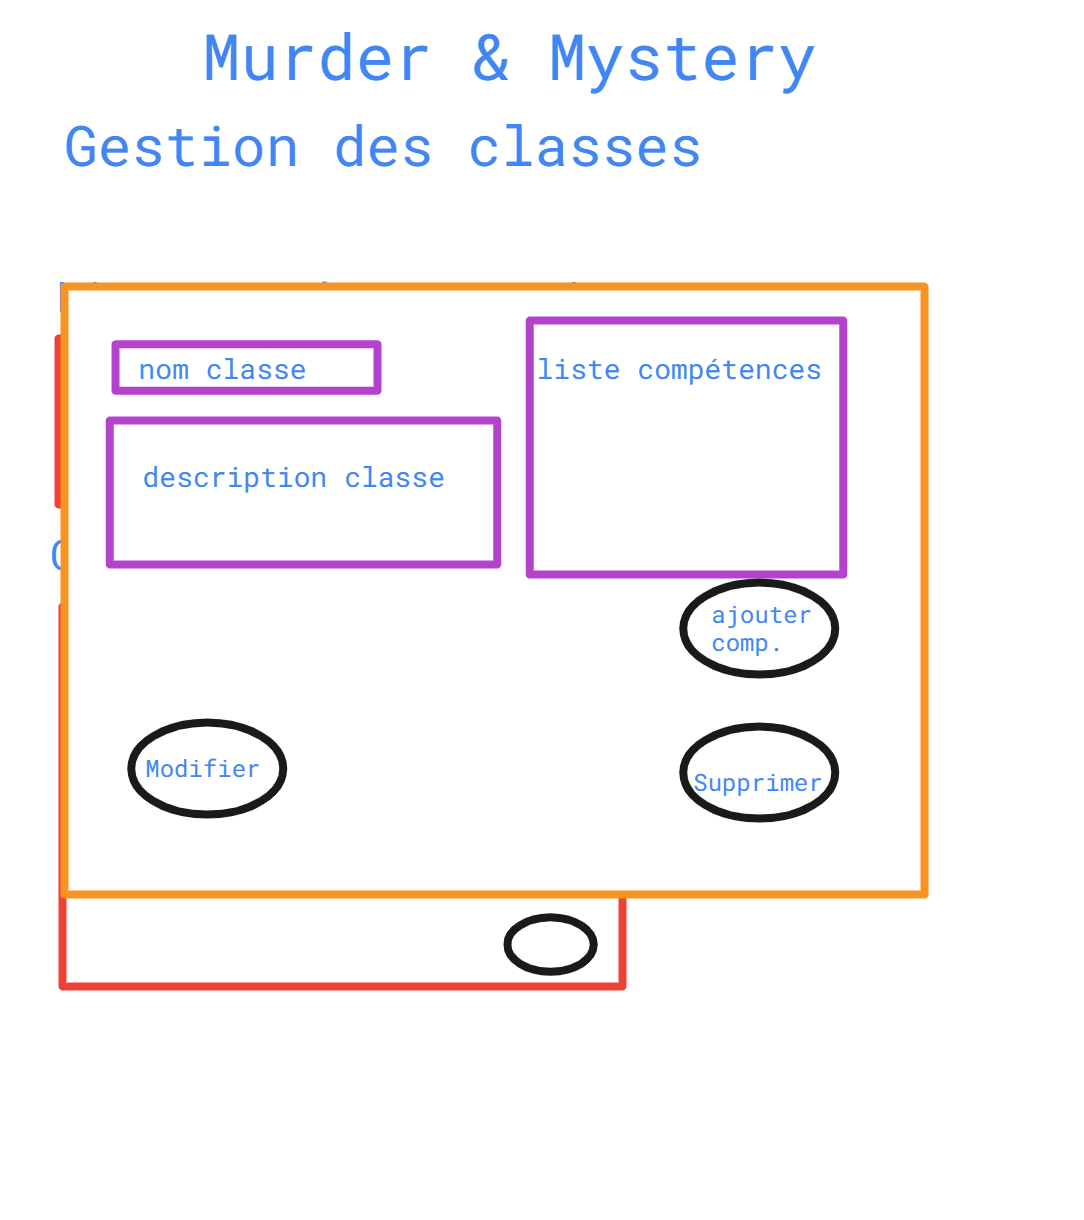 Murder & Mystery
Gestion des classes
nom classe
liste compétences
description classe
ajouter
comp.
Modifier
Supprimer